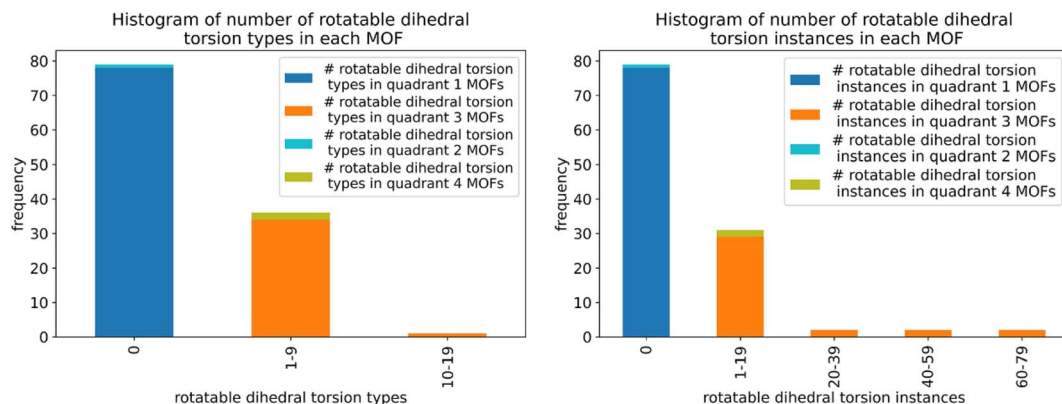 Histogram of number of rotatable dihedral
torsion types in each MOF
80
70
60
50
40
30
20
10
0
frequency
# rotatable dihedral torsion
types in quadrant 1 MOFs
# rotatable dihedral torsion
types in quadrant 3 MOFs
# rotatable dihedral torsion
types in quadrant 2 MOFs
# rotatable dihedral torsion
types in quadrant 4 MOFs
0
1-9
10-19
rotatable dihedral torsion types
Histogram of number of rotatable dihedral
torsion instances in each MOF
80
70
60
50
40
30
20
10
0
frequency
# rotatable dihedral torsion
instances in quadrant 1 MOFs
# rotatable dihedral torsion
instances in quadrant 3 MOFs
# rotatable dihedral torsion
instances in quadrant 2 MOFs
# rotatable dihedral torsion
instances in quadrant 4 MOFs
0
1-19
20-39
40-59
60-79
rotatable dihedral torsion instances